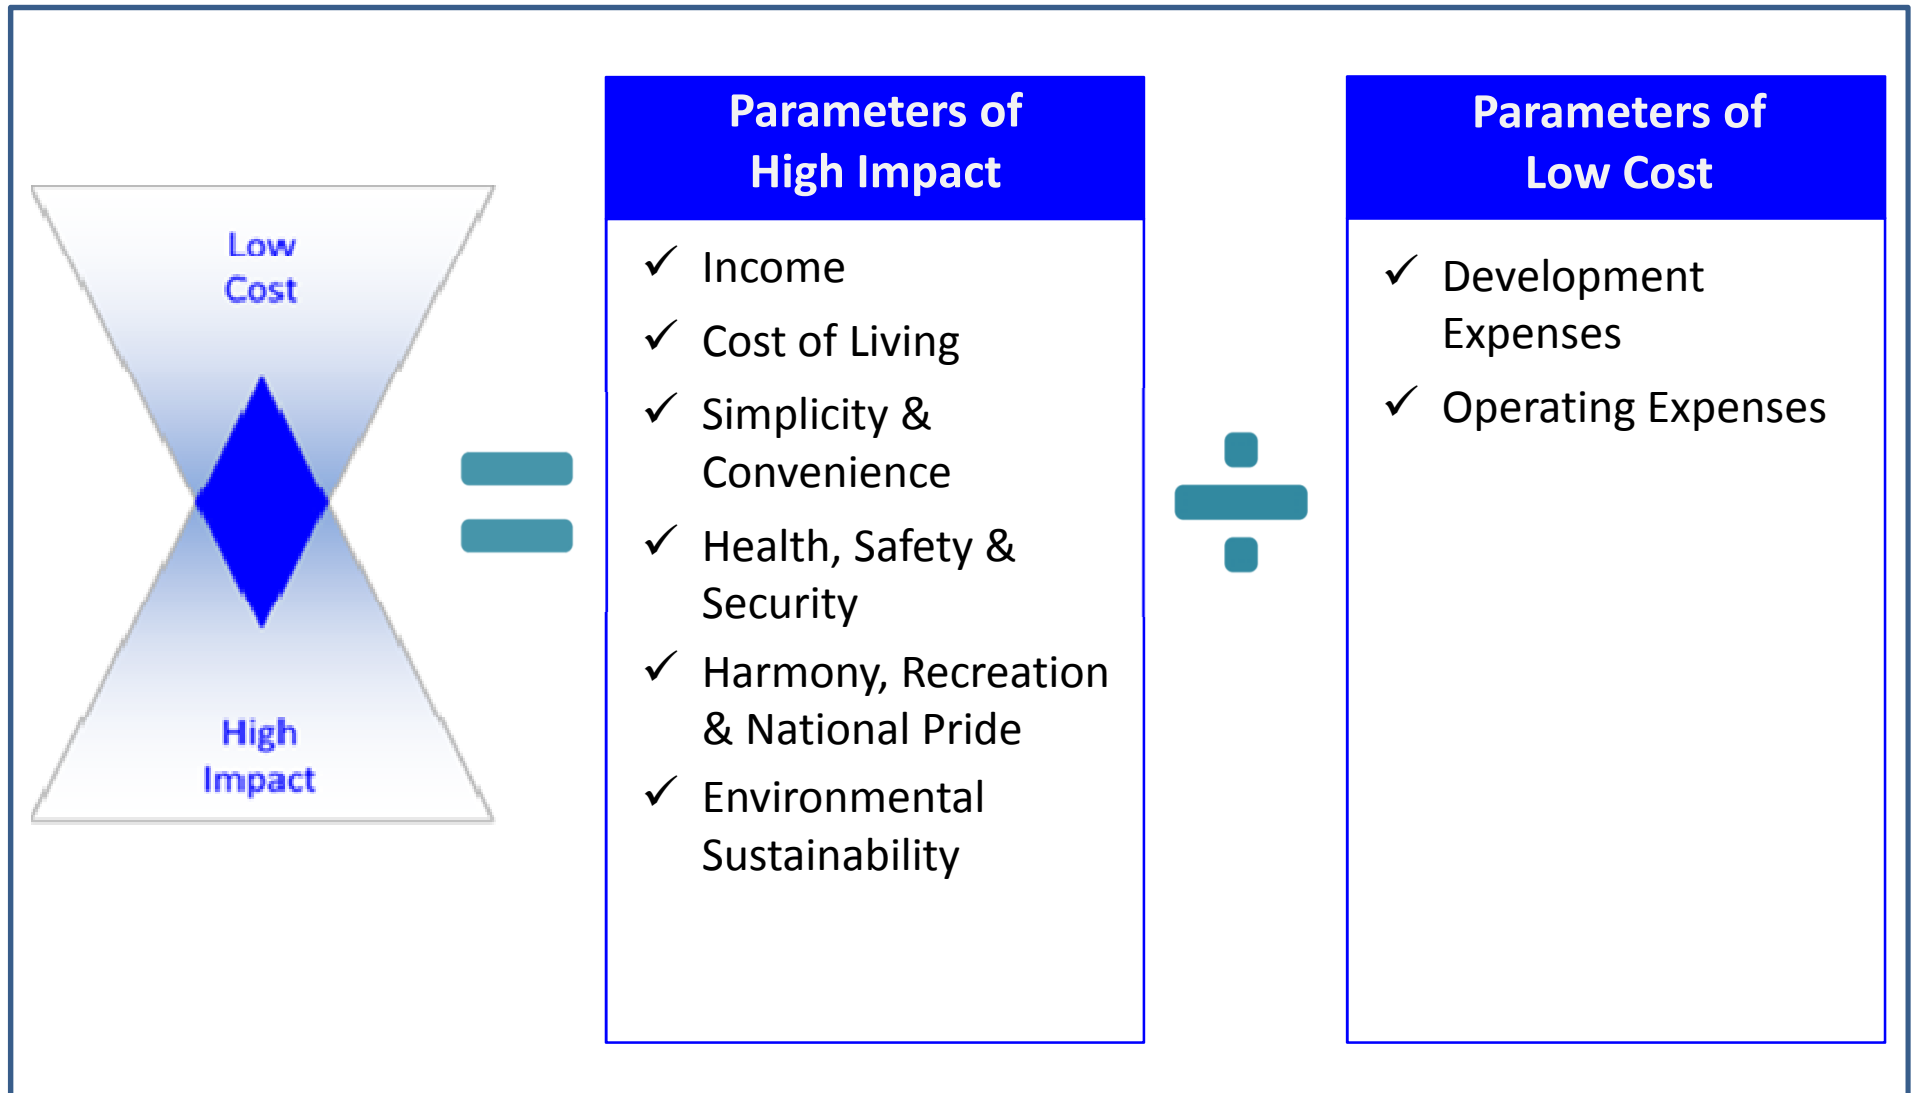 Low
Cost
High
Impact
Parameters of
High Impact
✓ Income
✓ Cost of Living
✓ Simplicity &
Convenience
✓ Health, Safety &
Security
✓ Harmony, Recreation
& National Pride
✓ Environmental
Sustainability
Parameters of
Low Cost
✓ Development
Expenses
✓ Operating Expenses